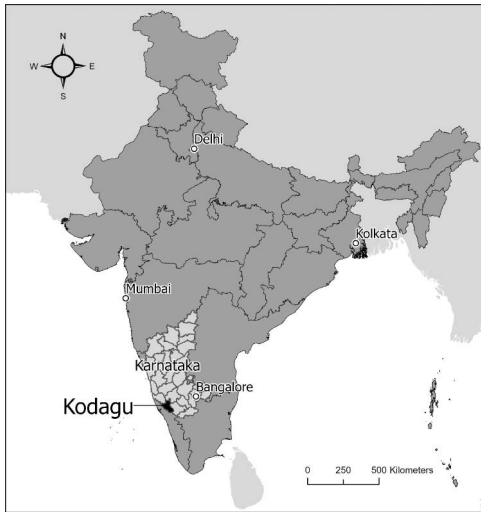 N
W E
S
Delhi
Kolkata
Mumbai
Karnataka
Bangalore
Kodagu
0 250 500 Kilometers